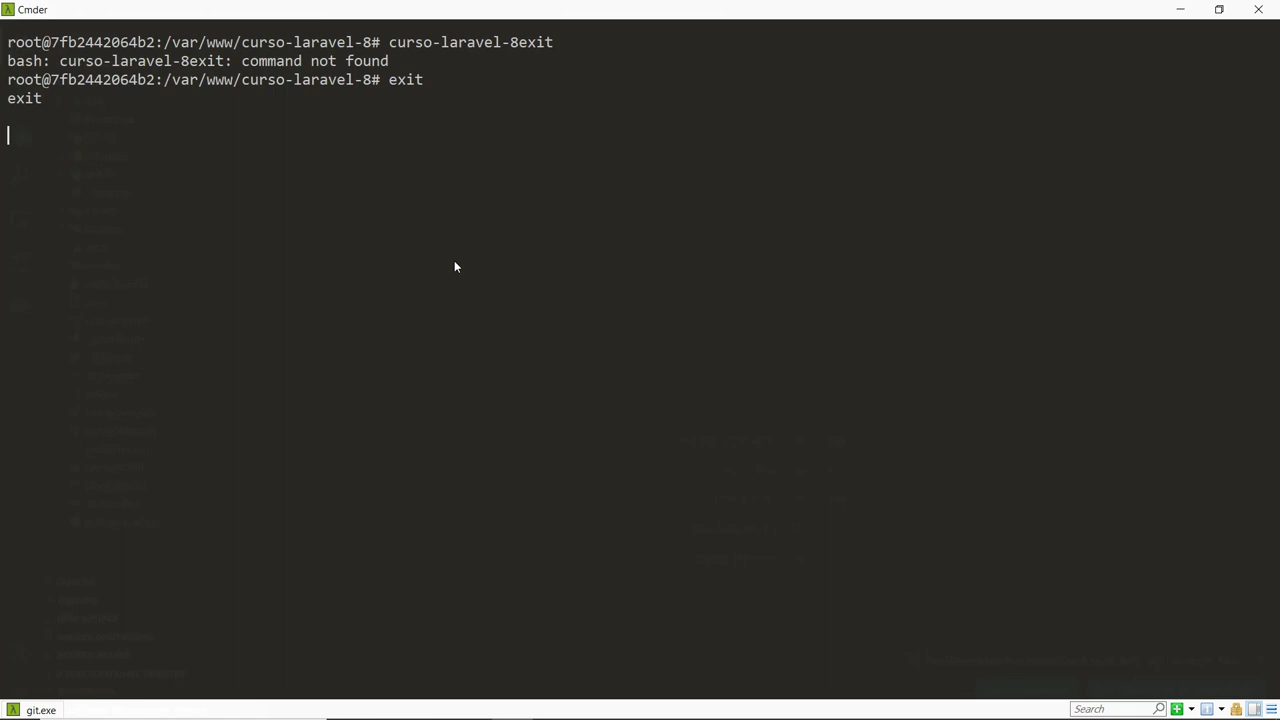 Cmder
root@7fb2442064b2:/var/www/curso-laravel-8# curso-laravel-8exit
bash: curso-laravel-8exit: command not found
root@7fb2442064b2:/var/www/curso-laravel-8# exit
exit
git.exe
Search